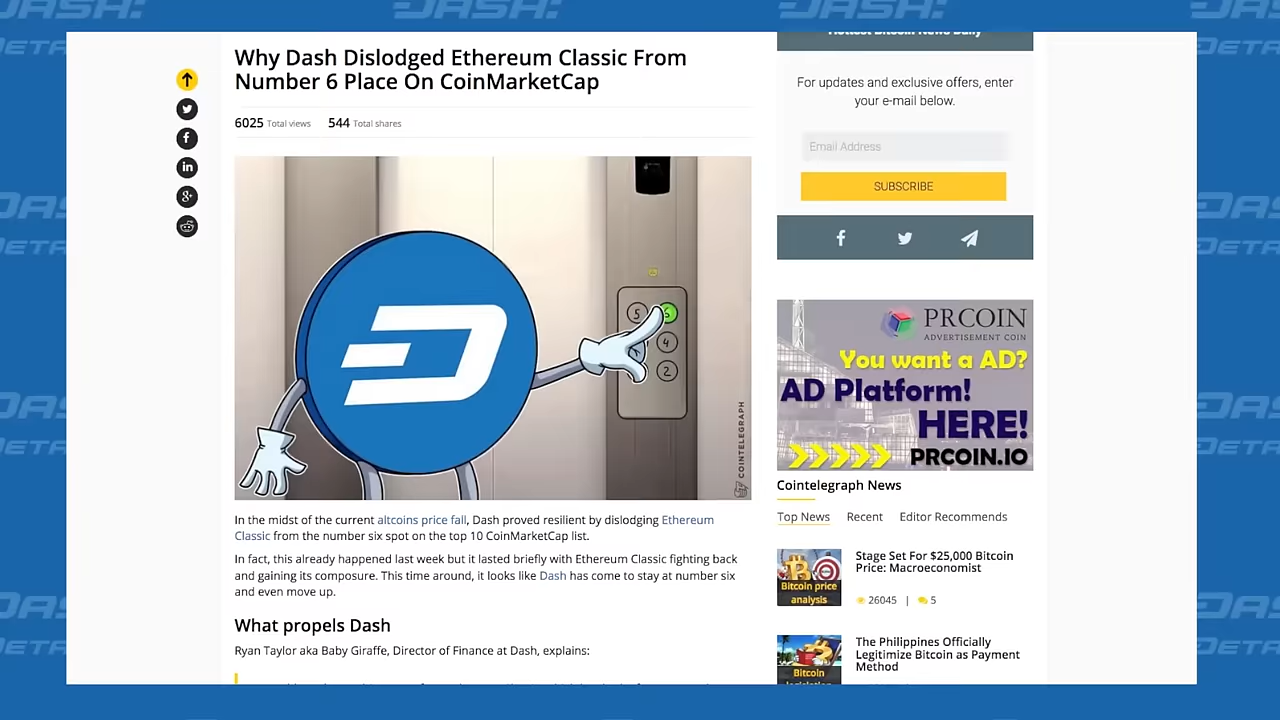 DASH:
DASH:
DASH:
Why Dash Dislodged Ethereum Classic From
Number 6 Place On CoinMarketCap
6025 Total views 544 Total shares
5
6
4
2
COINTELEGRAPH
In the midst of the current altcoins price fall, Dash proved resilient by dislodging Ethereum
Classic from the number six spot on the top 10 CoinMarketCap list.
In fact, this already happened last week but it lasted briefly with Ethereum Classic fighting back
and gaining its composure. This time around, it looks like Dash has come to stay at number six
and even move up.
What propels Dash
Ryan Taylor aka Baby Giraffe, Director of Finance at Dash, explains:
Hottest Bitcoin News Daily
For updates and exclusive offers, enter
your e-mail below.
Email Address
SUBSCRIBE
PRCOIN
ADVERTISEMENT COIN
You want a AD?
AD Platform!
HERE!
>>>>> PRCOIN.IO
Cointelegraph News
Top News Recent Editor Recommends
Bitcoin price
analysis
Stage Set For $25,000 Bitcoin
Price: Macroeconomist
26045 | 5
Bitcoin
legislation
The Philippines Officially
Legitimize Bitcoin as Payment
Method